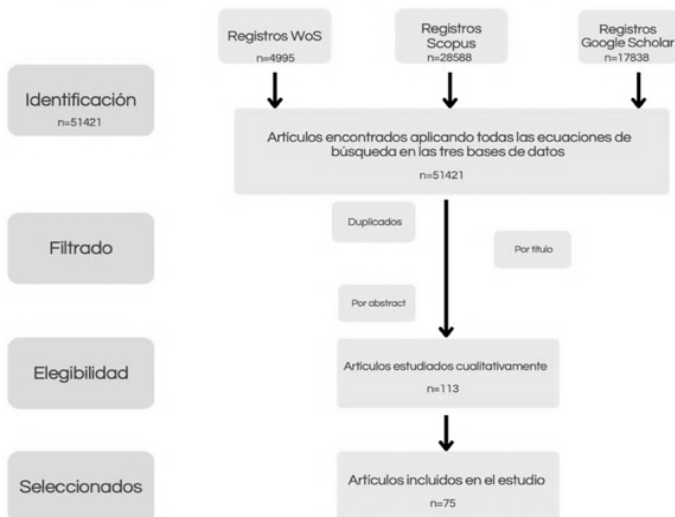 Registros WoS
n=4995
Registros
Scopus
n=28588
Registros
Google Scholar
n=17838
Identificación
n=51421
Artículos encontrados aplicando todas las ecuaciones de
búsqueda en las tres bases de datos
n=51421
Filtrado
Duplicados
Por título
Por abstract
Elegibilidad
Artículos estudiados cualitativamente
n=113
Seleccionados
Artículos incluidos en el estudio
n=75